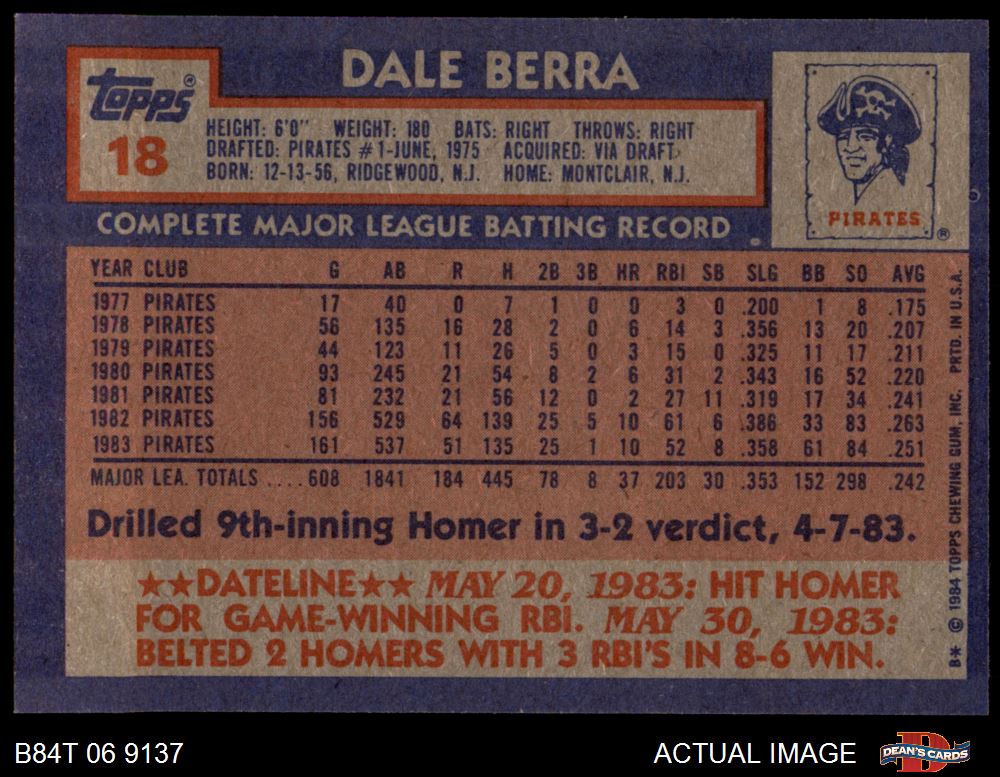 DALE BERRA
Topps®
18
HEIGHT: 6'0" WEIGHT: 180 BATS: RIGHT THROWS: RIGHT
DRAFTED: PIRATES #1-JUNE, 1975 ACQUIRED: VIA DRAFT
BORN: 12-13-56, RIDGEWOOD, N.J. HOME: MONTCLAIR, N.J.
PIRATES ®
COMPLETE MAJOR LEAGUE BATTING RECORD
YEAR CLUB G AB R H 2B 3B HR RBI SB SLG BB SO AVG
1977 PIRATES 17 40 0 7 1 0 0 3 0 .200 1 8 .175
1978 PIRATES 56 135 16 28 2 0 6 14 3 .356 13 20 .207
1979 PIRATES 44 123 11 26 5 0 3 15 0 .325 11 17 .211
1980 PIRATES 93 245 21 54 8 2 6 31 2 .343 16 52 .220
1981 PIRATES 81 232 21 56 12 0 2 27 11 .319 17 34 .241
1982 PIRATES 156 529 64 139 25 5 10 61 6 .386 33 83 .263
1983 PIRATES 161 537 51 135 25 1 10 52 8 .358 61 84 .251
MAJOR LEA. TOTALS ....608 1841 184 445 78 8 37 203 30 .353 152 298 .242
Drilled 9th-inning Homer in 3-2 verdict, 4-7-83.
★★DATELINE★★ MAY 20, 1983: HIT HOMER
FOR GAME-WINNING RBI. MAY 30, 1983:
BELTED 2 HOMERS WITH 3 RBI'S IN 8-6 WIN.
B* © 1984 TOPPS CHEWING GUM, INC. PRTD. IN U.S.A.
B84T 06 9137
ACTUAL IMAGE
DEAN'S CARDS